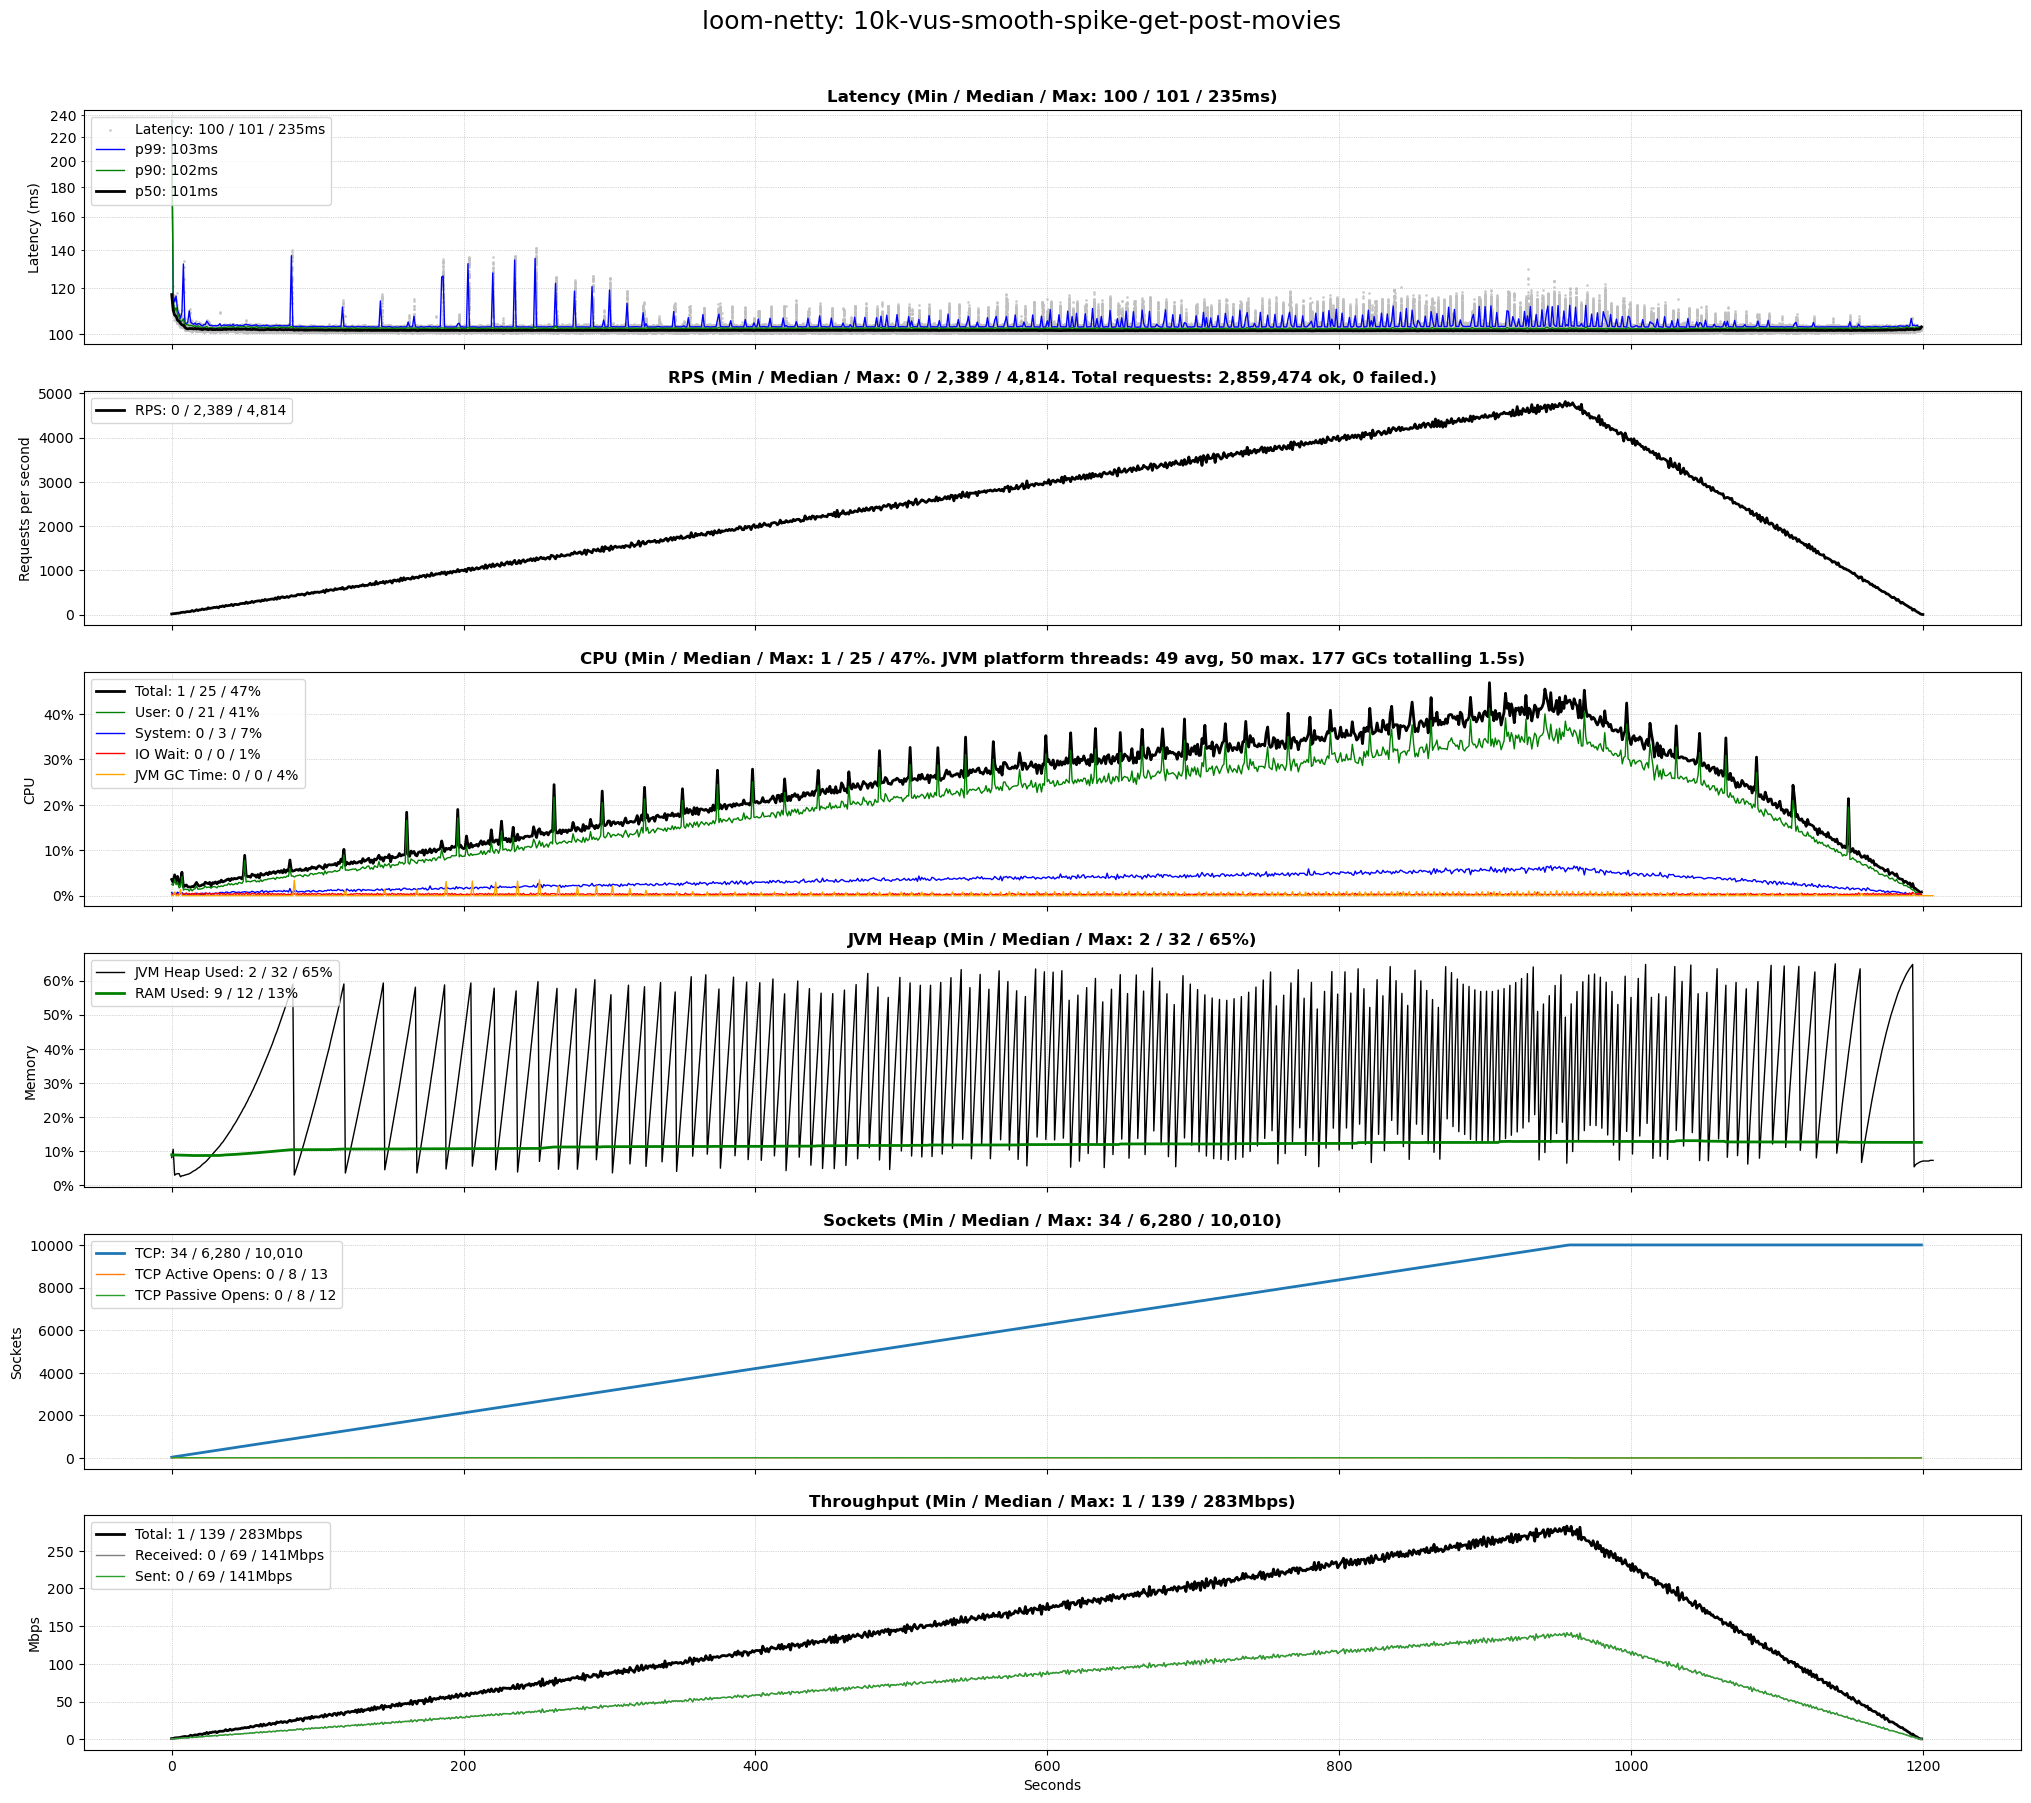 loom-netty: 10k-vus-smooth-spike-get-post-movies
Latency (Min / Median / Max: 100 / 101 / 235ms)
Latency: 100 / 101 / 235ms
p99: 103ms
p90: 102ms
p50: 101ms
Latency (ms)
240
220
200
180
160
140
120
100
RPS (Min / Median / Max: 0 / 2,389 / 4,814. Total requests: 2,859,474 ok, 0 failed.)
RPS: 0 / 2,389 / 4,814
Requests per second
5000
4000
3000
2000
1000
0
CPU (Min / Median / Max: 1 / 25 / 47%. JVM platform threads: 49 avg, 50 max. 177 GCs totalling 1.5s)
Total: 1 / 25 / 47%
User: 0 / 21 / 41%
System: 0 / 3 / 7%
IO Wait: 0 / 0 / 1%
JVM GC Time: 0 / 0 / 4%
CPU
40%
30%
20%
10%
0%
JVM Heap (Min / Median / Max: 2 / 32 / 65%)
JVM Heap Used: 2 / 32 / 65%
RAM Used: 9 / 12 / 13%
Memory
60%
50%
40%
30%
20%
10%
0%
Sockets (Min / Median / Max: 34 / 6,280 / 10,010)
TCP: 34 / 6,280 / 10,010
TCP Active Opens: 0 / 8 / 13
TCP Passive Opens: 0 / 8 / 12
Sockets
10000
8000
6000
4000
2000
0
Throughput (Min / Median / Max: 1 / 139 / 283Mbps)
Total: 1 / 139 / 283Mbps
Received: 0 / 69 / 141Mbps
Sent: 0 / 69 / 141Mbps
Mbps
250
200
150
100
50
0
0 200 400 600 800 1000 1200
Seconds